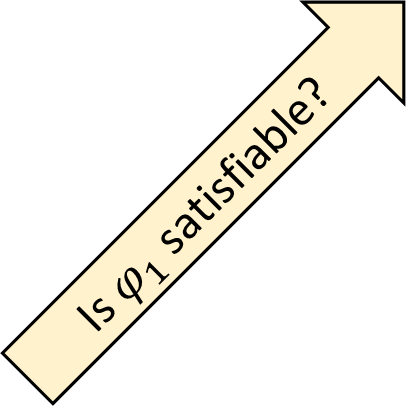 Is φ₁ satisfiable?